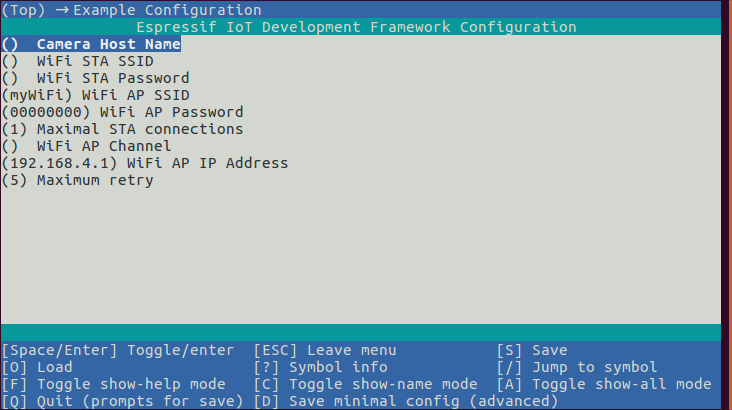 (Top) →Example Configuration
Espressif IoT Development Framework Configuration
()  Camera Host Name
()  WiFi STA SSID
()  WiFi STA Password
(myWiFi) WiFi AP SSID
(00000000) WiFi AP Password
(1) Maximal STA connections
()  WiFi AP Channel
(192.168.4.1) WiFi AP IP Address
(5) Maximum retry
[Space/Enter] Toggle/enter  [ESC] Leave menu           [S] Save
[O] Load                    [?] Symbol info            [/] Jump to symbol
[F] Toggle show-help mode   [C] Toggle show-name mode  [A] Toggle show-all mode
[Q] Quit (prompts for save) [D] Save minimal config (advanced)